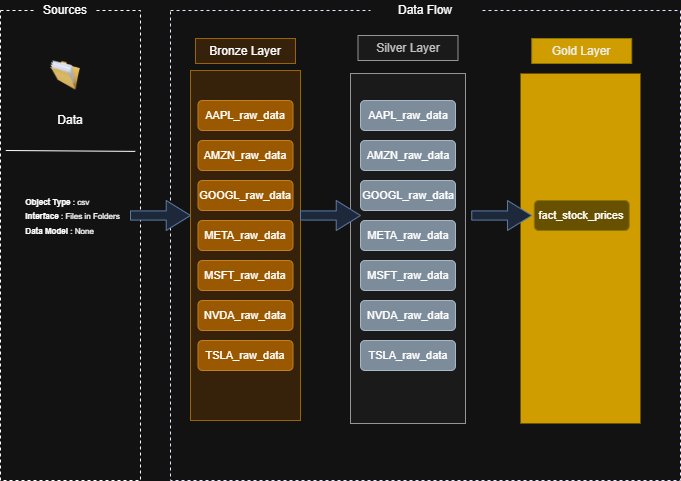 Sources
Data Flow
Data
Object Type : csv
Interface : Files in Folders
Data Model : None
Bronze Layer
AAPL_raw_data
AMZN_raw_data
GOOGL_raw_data
META_raw_data
MSFT_raw_data
NVDA_raw_data
TSLA_raw_data
Silver Layer
AAPL_raw_data
AMZN_raw_data
GOOGL_raw_data
META_raw_data
MSFT_raw_data
NVDA_raw_data
TSLA_raw_data
Gold Layer
fact_stock_prices